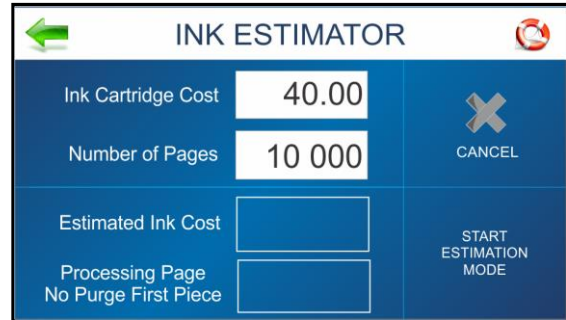 INK ESTIMATOR
Ink Cartridge Cost 40.00
Number of Pages 10 000
CANCEL
Estimated Ink Cost
Processing Page
No Purge First Piece
START
ESTIMATION
MODE